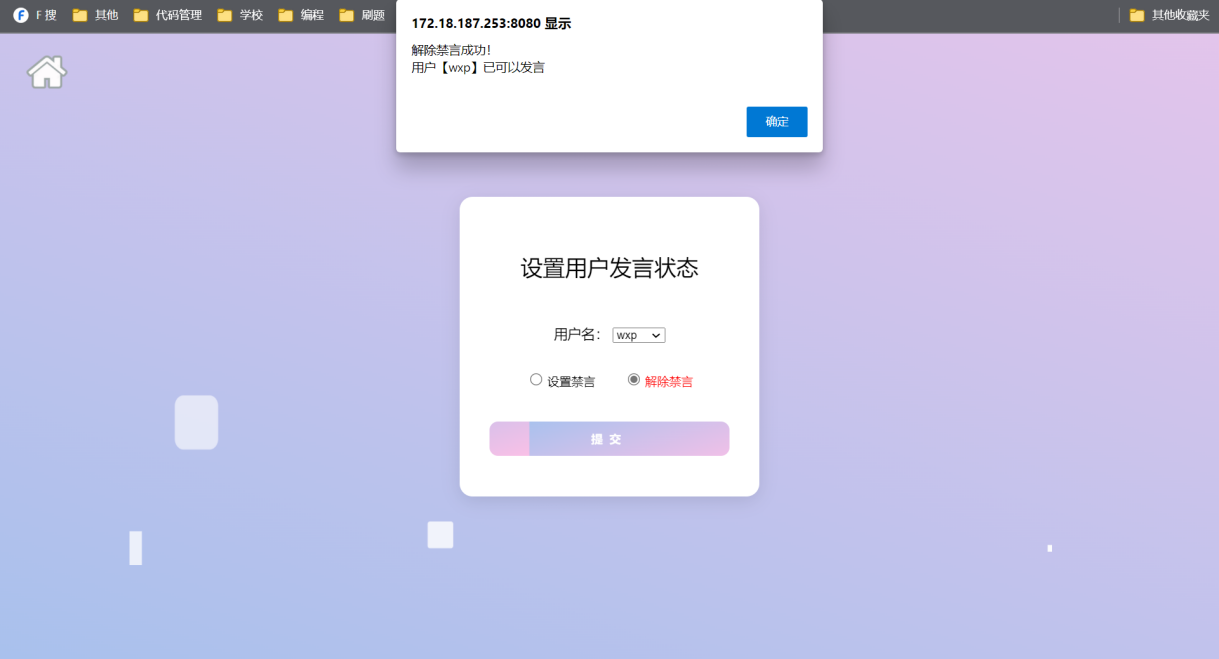 F 搜 其他 代码管理 学校 编程 刷题 其他收藏夹
172.18.187.253:8080 显示
解除禁言成功!
用户【wxp】已可以发言
确定
设置用户发言状态
用户名： wxp
设置禁言 解除禁言
提 交